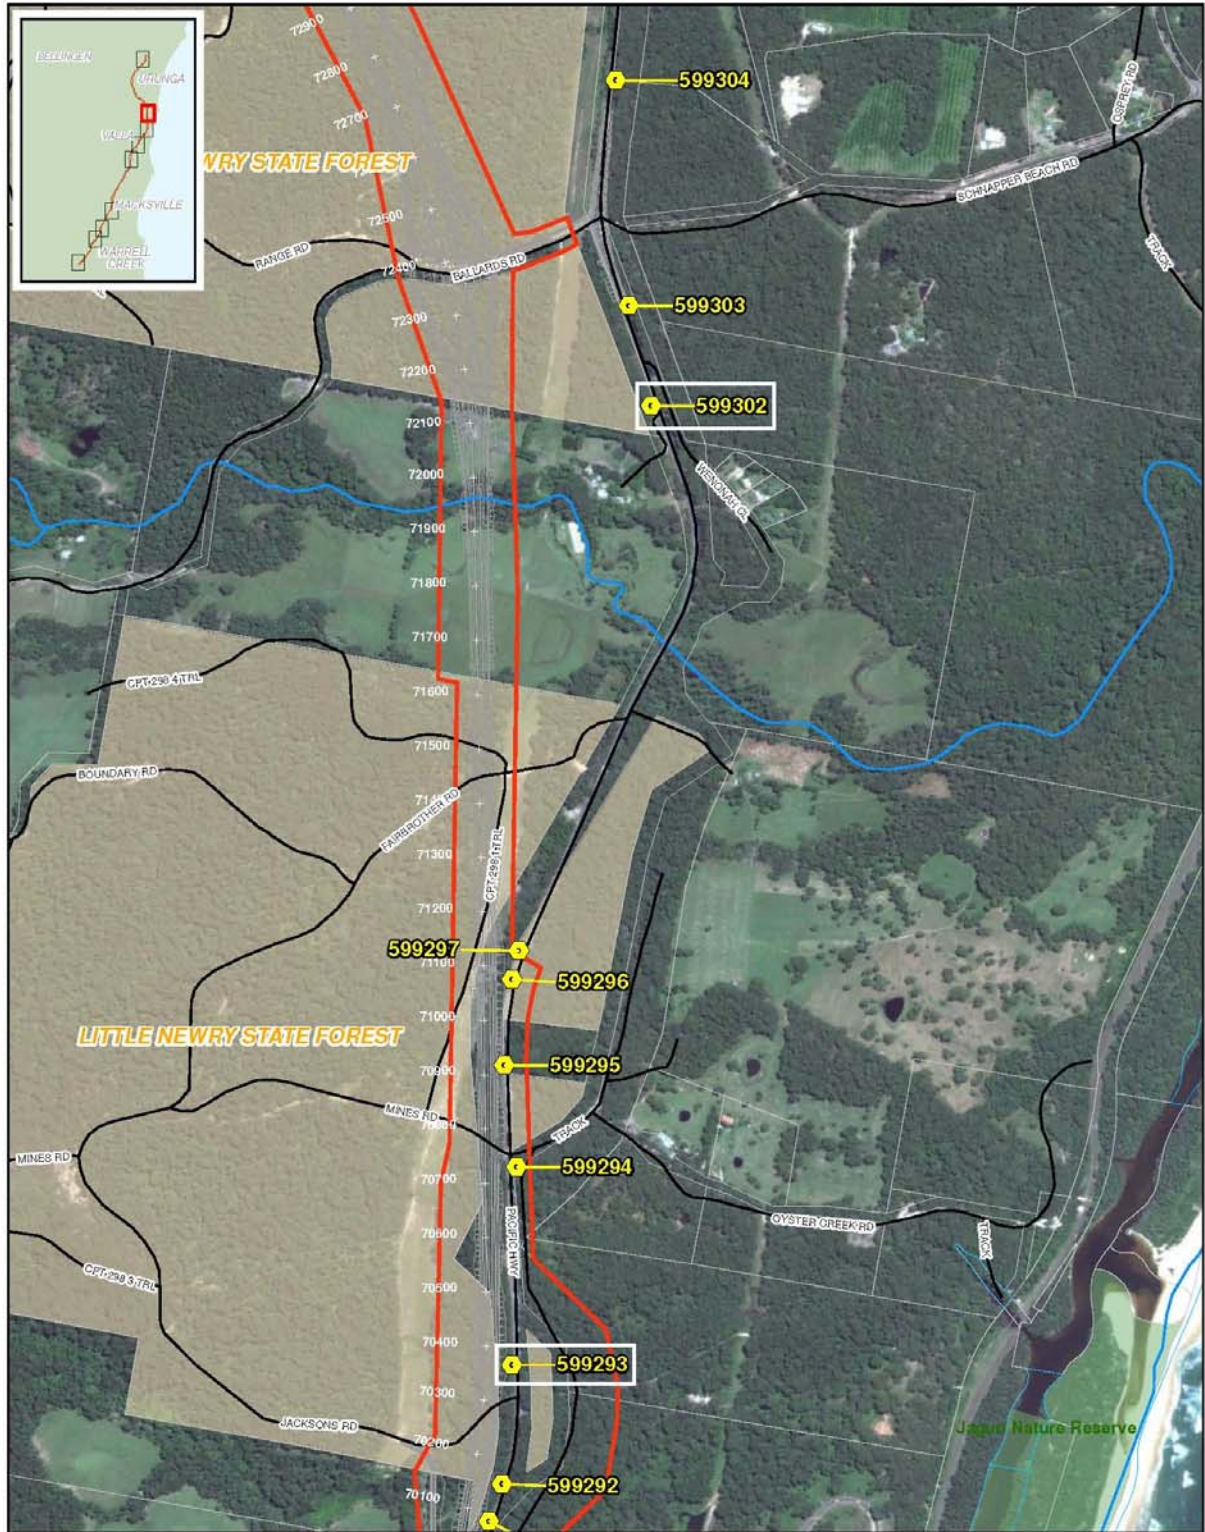 BELLINGEN
URUNGA
VALLA
MACKSVILLE
WARRELL
CREEK
72900
599304
72800
OSPREY RD
72700
WRY STATE FOREST
SCHNAPPER BEACH RD
72500
RANGE RD
BALLARDS RD
TRACK
72400
599303
72300
72200
599302
72100
WENONAH CL
72000
71900
71800
71700
CPT 298 4 TRL
71600
71500
BOUNDARY RD
FAIRBROTHER RD
CPT 298 1 TRL
71300
71200
599297
71100
599296
71000
LITTLE NEWRY STATE FOREST
599295
70900
MINES RD
TRACK
MINES RD
599294
70700
OYSTER CREEK RD
PACIFIC HWY
TRACK
70600
CPT 298 3 TRL
70500
70400
599293
70300
JACKSONS RD
Jagun Nature Reserve
70200
599292
70100